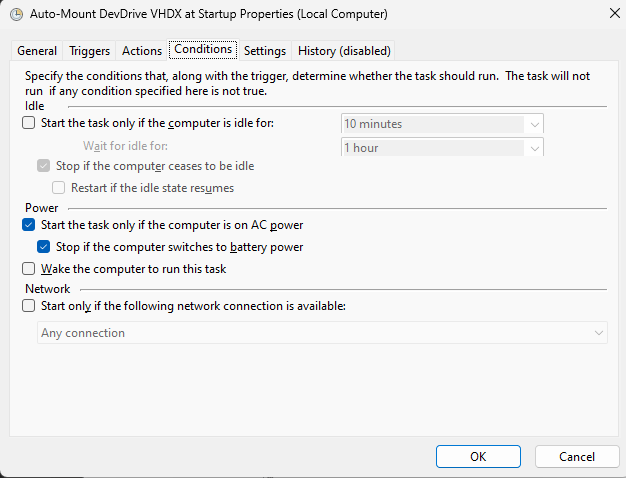 Auto-Mount DevDrive VHDX at Startup Properties (Local Computer)
General Triggers Actions Conditions Settings History (disabled)
Specify the conditions that, along with the trigger, determine whether the task should run. The task will not
run if any condition specified here is not true.
Idle
Start the task only if the computer is idle for: 10 minutes
Wait for idle for: 1 hour
Stop if the computer ceases to be idle
Restart if the idle state resumes
Power
Start the task only if the computer is on AC power
Stop if the computer switches to battery power
Wake the computer to run this task
Network
Start only if the following network connection is available:
Any connection
OK Cancel